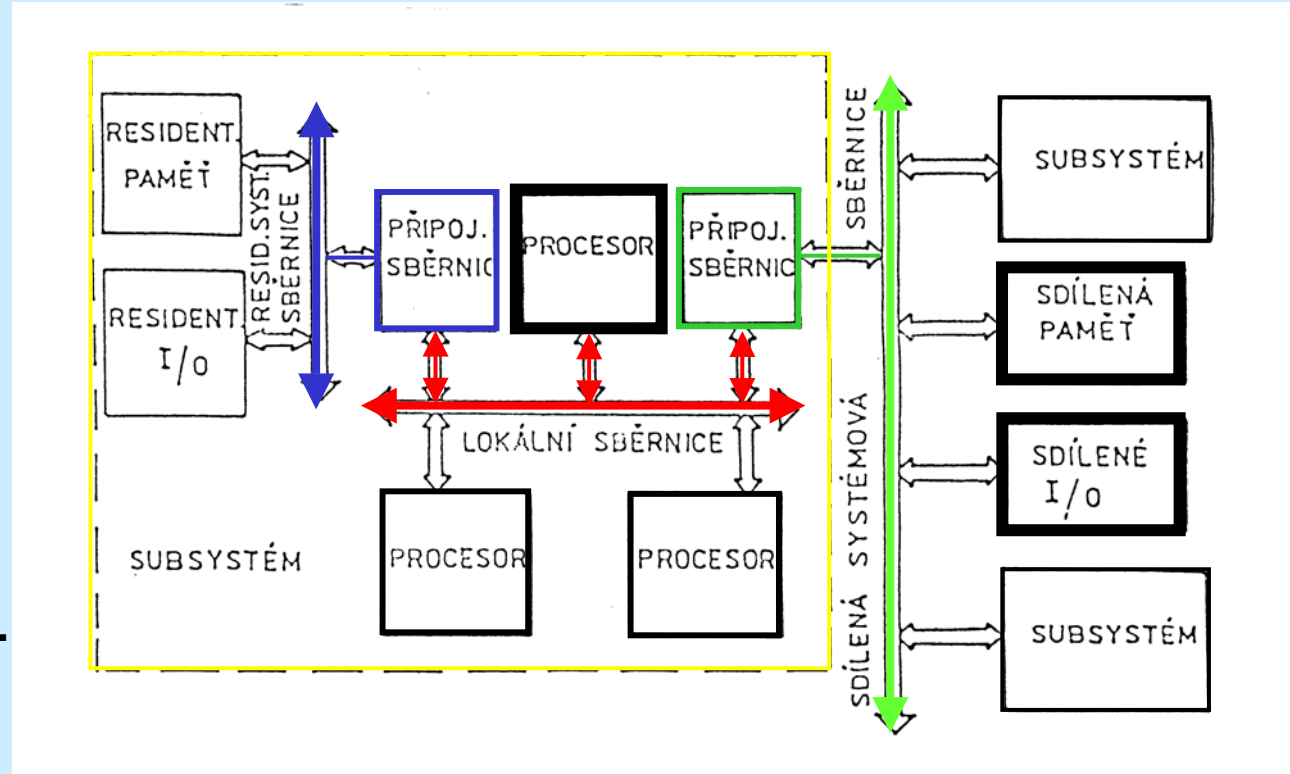 RESIDENT.
PAMĚŤ
RESID.SYST.
SBĚRNICE
RESIDENT.
I/O
PŘIPOJ.
SBĚRNIC
PROCESOR
PŘIPOJ.
SBĚRNIC
LOKÁLNÍ SBĚRNICE
PROCESOR
PROCESOR
SUBSYSTÉM
SDÍLENÁ SYSTÉMOVÁ SBĚRNICE
SUBSYSTÉM
SDÍLENÁ
PAMĚŤ
SDÍLENÉ
I/O
SUBSYSTÉM